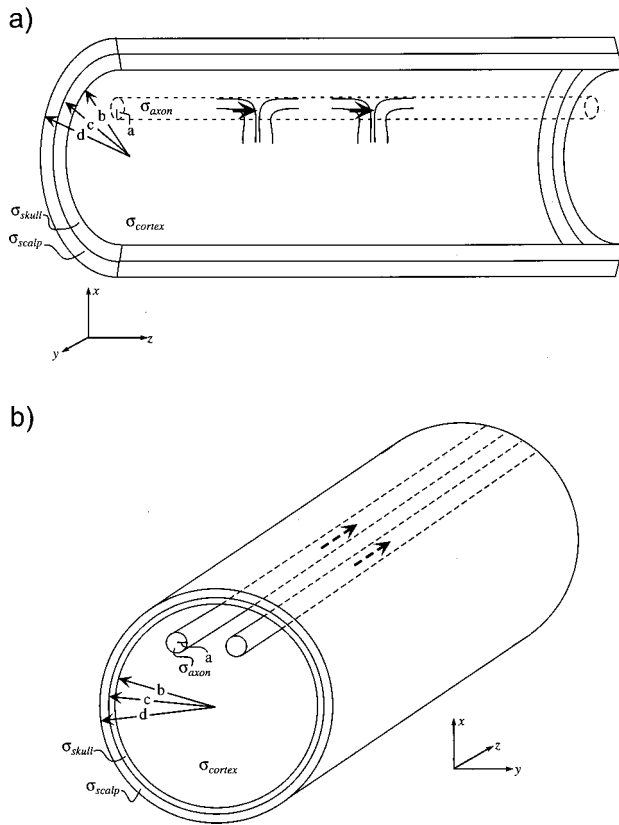 a)
σaxon
b
c
d
a
σskull
σscalp
σcortex
x
y
z
b)
a
σaxon
b
c
d
σskull
σscalp
σcortex
x
z
y